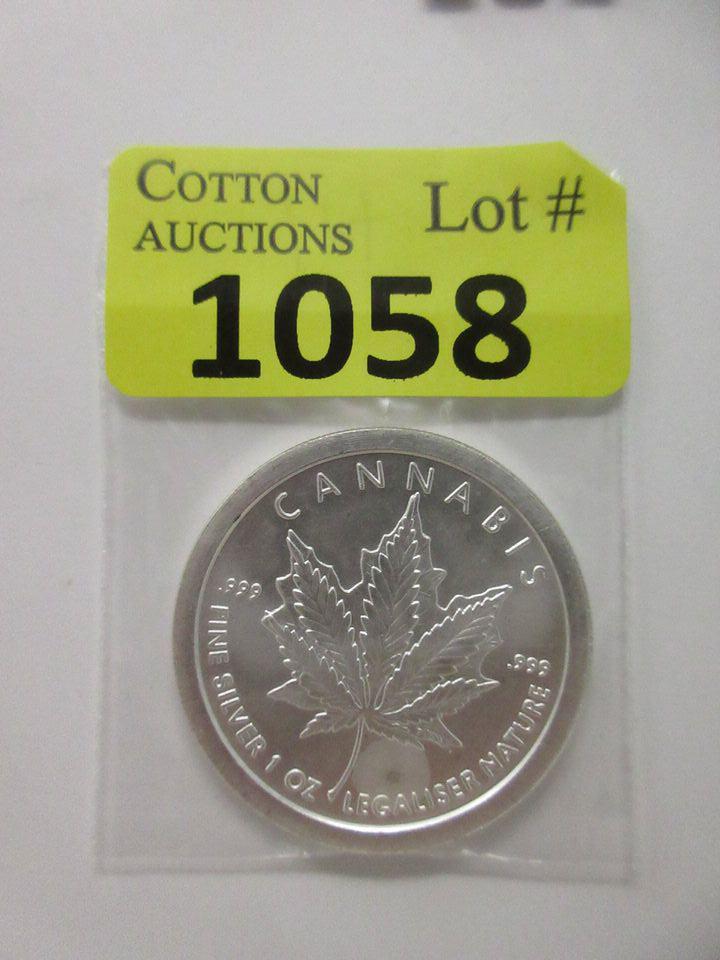 COTTON
AUCTIONS
Lot #
1058
CANNABIS
.999
.999
FINE SILVER 1 OZ
LEGALISER NATURE